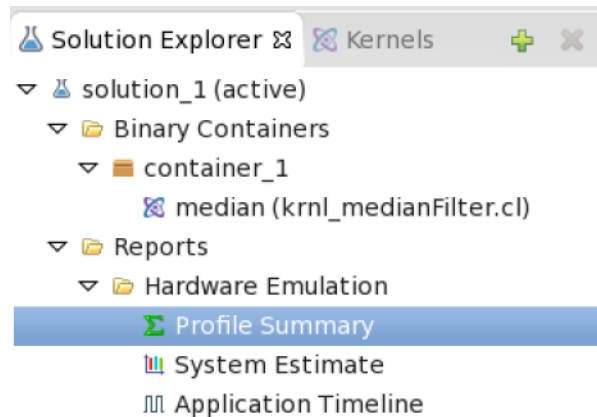 Solution Explorer Kernels
solution_1 (active)
Binary Containers
container_1
median (krnl_medianFilter.cl)
Reports
Hardware Emulation
Profile Summary
System Estimate
Application Timeline